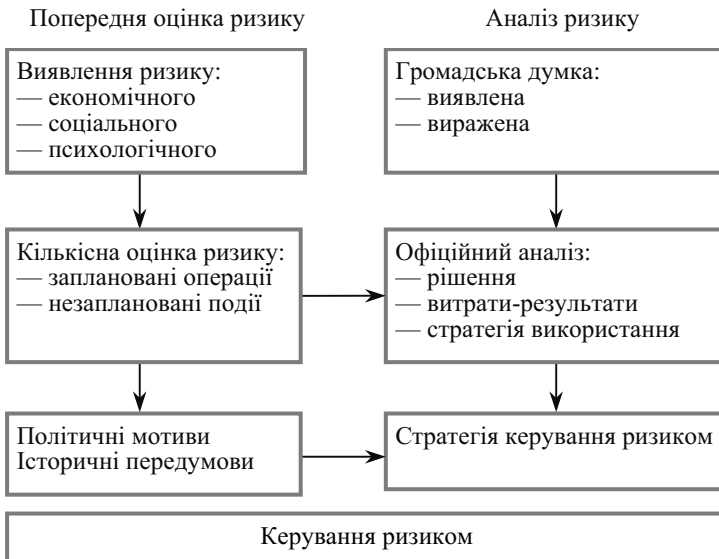 Попередня оцінка ризику
Аналіз ризику
Виявлення ризику:
— економічного
— соціального
— психологічного
Громадська думка:
— виявлена
— виражена
Кількісна оцінка ризику:
— заплановані операції
— незаплановані події
Офіційний аналіз:
— рішення
— витрати-результати
— стратегія використання
Політичні мотиви
Історичні передумови
Стратегія керування ризиком
Керування ризиком